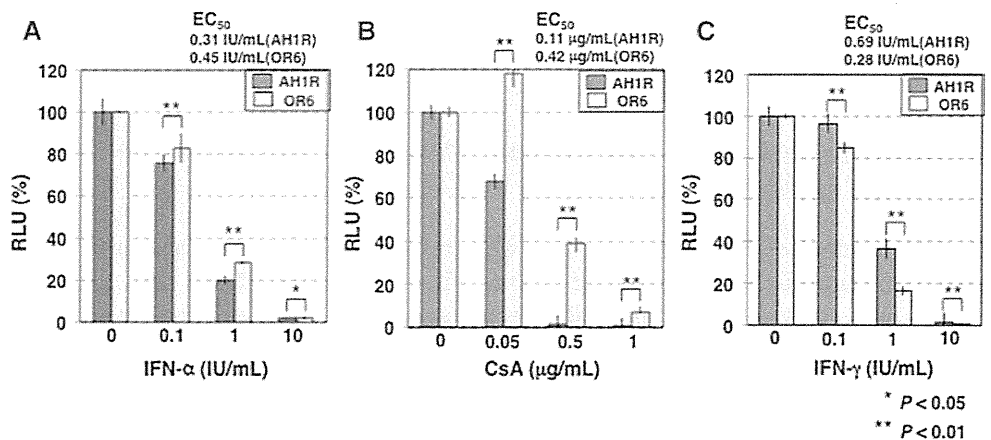 A
EC50
0.31 IU/mL(AH1R)
0.45 IU/mL(OR6)
AH1R
OR6
RLU (%)
120
100
80
60
40
20
0
**
**
*
0 0.1 1 10
IFN-α (IU/mL)
B
EC50
0.11 μg/mL(AH1R)
0.42 μg/mL(OR6)
AH1R
OR6
RLU (%)
120
100
80
60
40
20
0
**
**
**
0 0.05 0.5 1
CsA (μg/mL)
C
EC50
0.69 IU/mL(AH1R)
0.28 IU/mL(OR6)
AH1R
OR6
RLU (%)
120
100
80
60
40
20
0
**
**
**
0 0.1 1 10
IFN-γ (IU/mL)
* P < 0.05
** P < 0.01